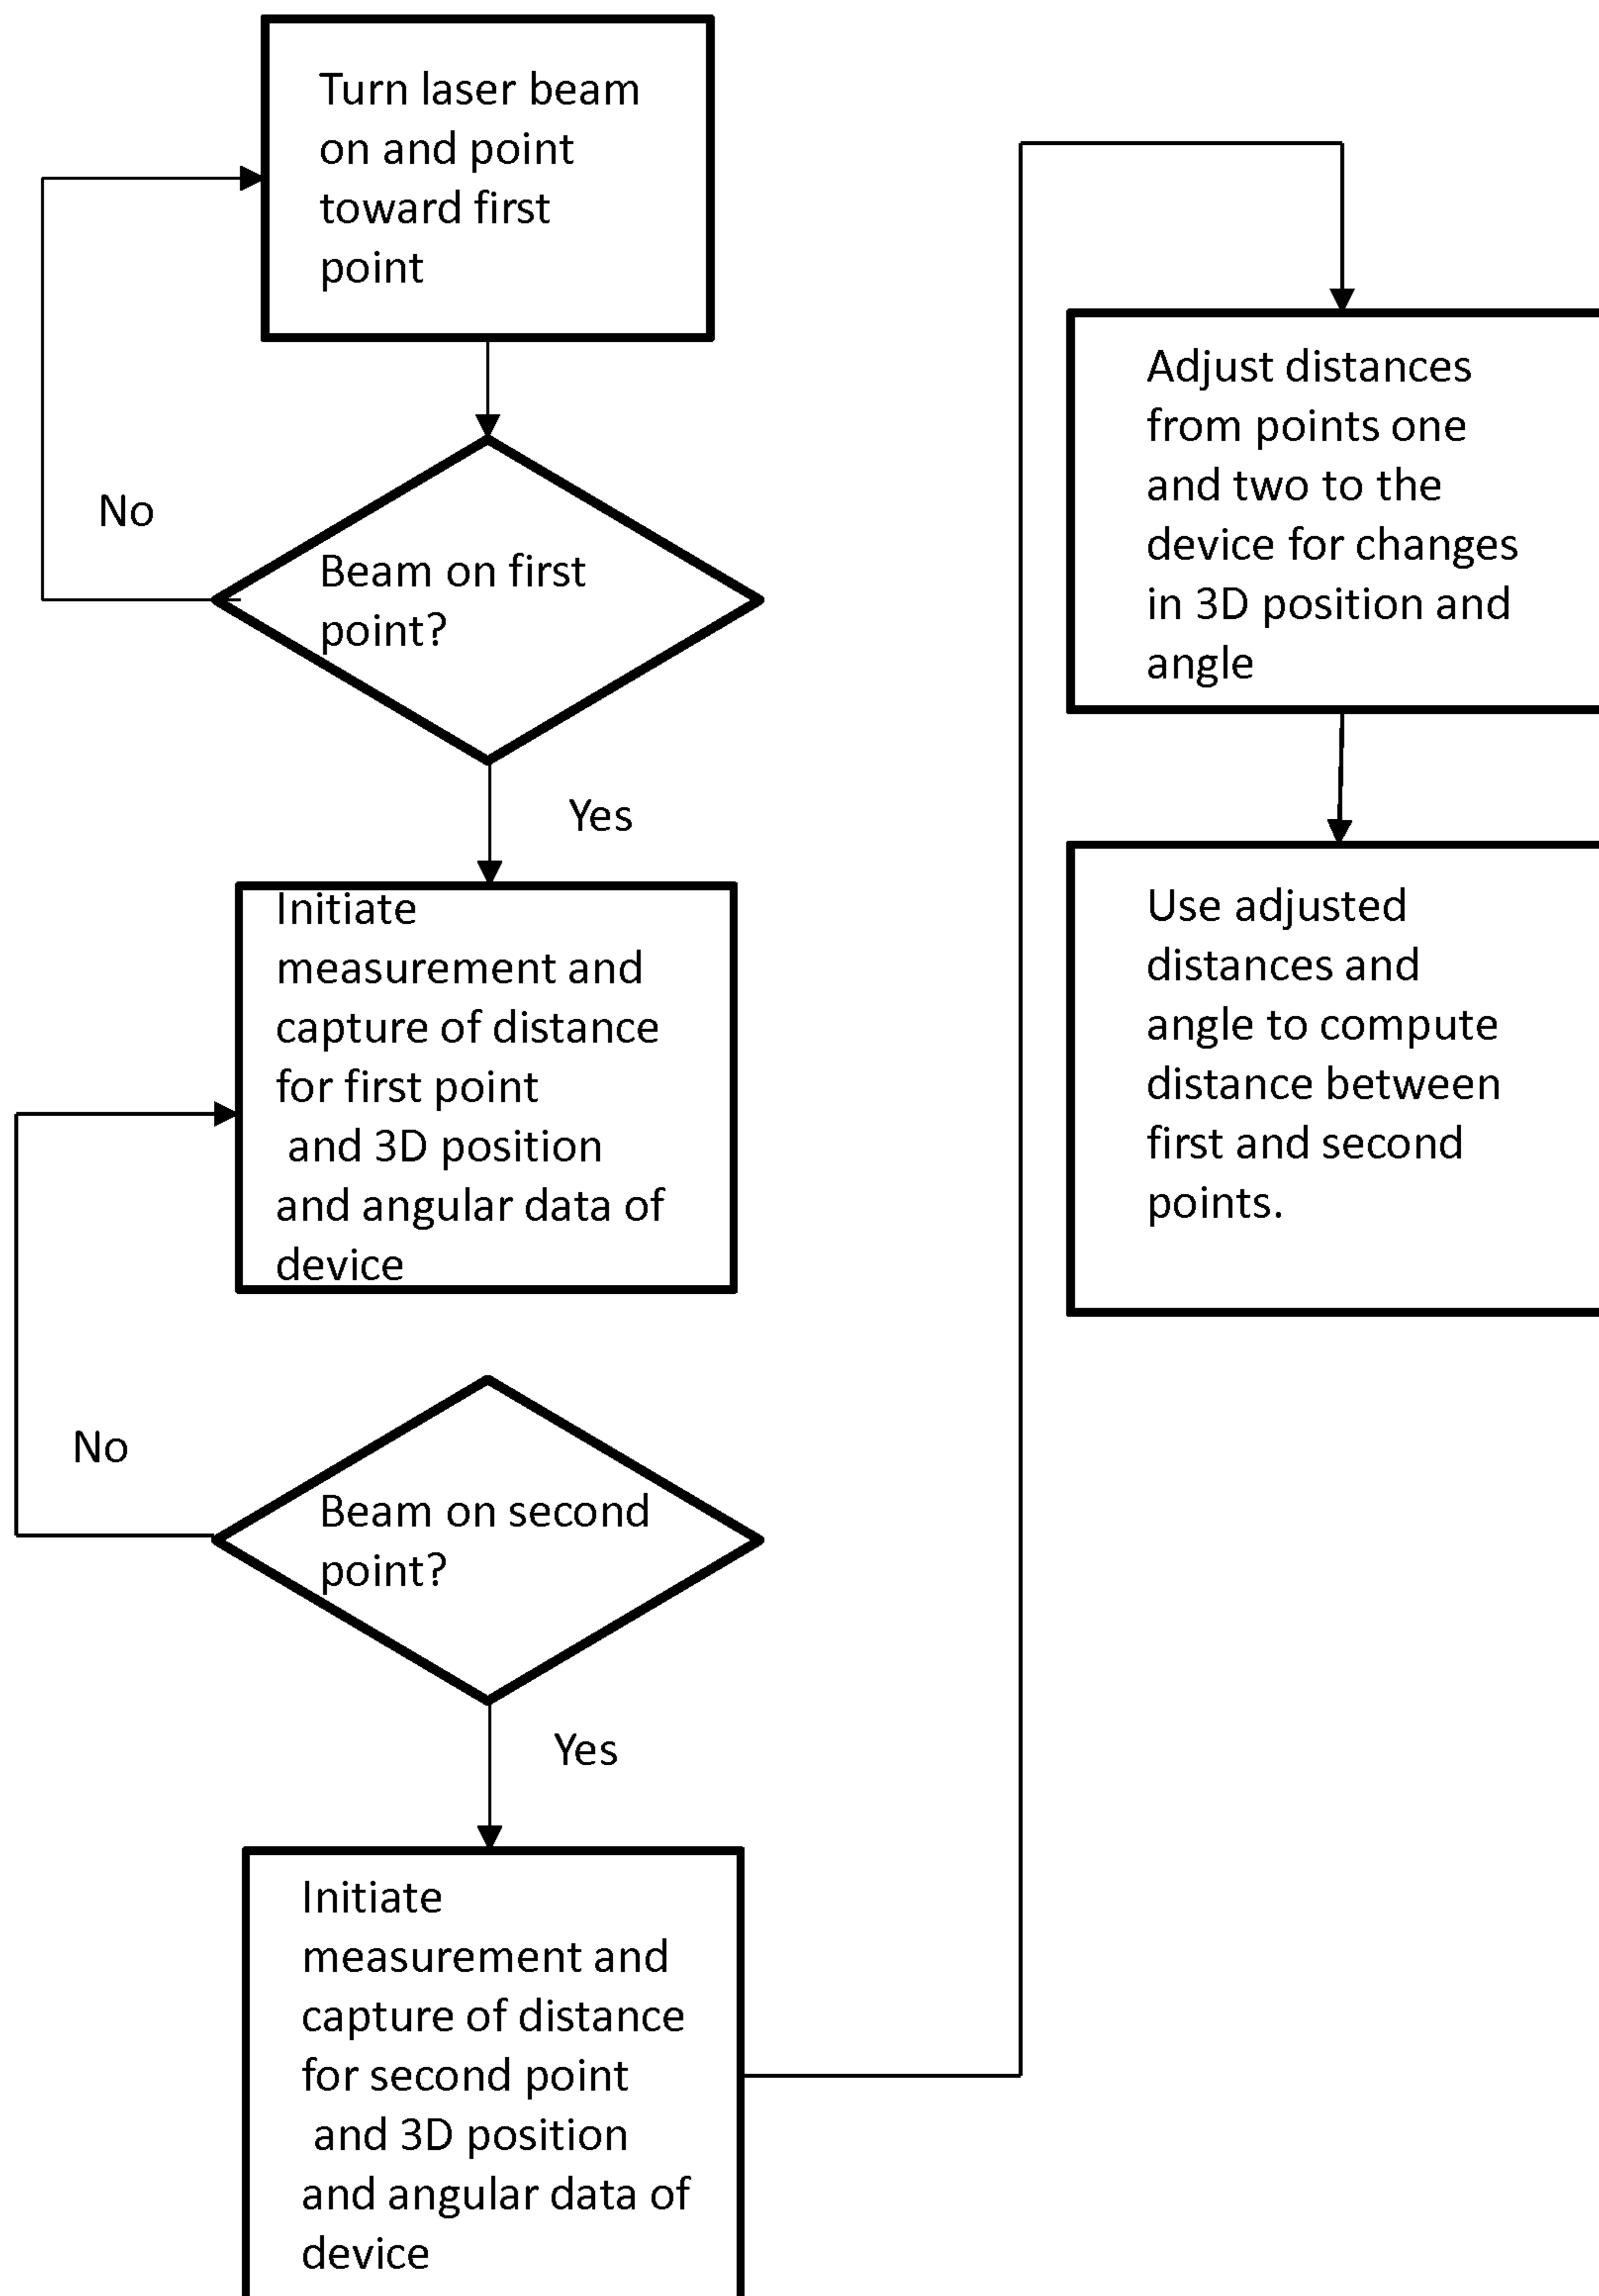 Turn laser beam
on and point
toward first
point
No
Beam on first
point?
Yes
Initiate
measurement and
capture of distance
for first point
and 3D position
and angular data of
device
No
Beam on second
point?
Yes
Initiate
measurement and
capture of distance
for second point
and 3D position
and angular data of
device
Adjust distances
from points one
and two to the
device for changes
in 3D position and
angle
Use adjusted
distances and
angle to compute
distance between
first and second
points.